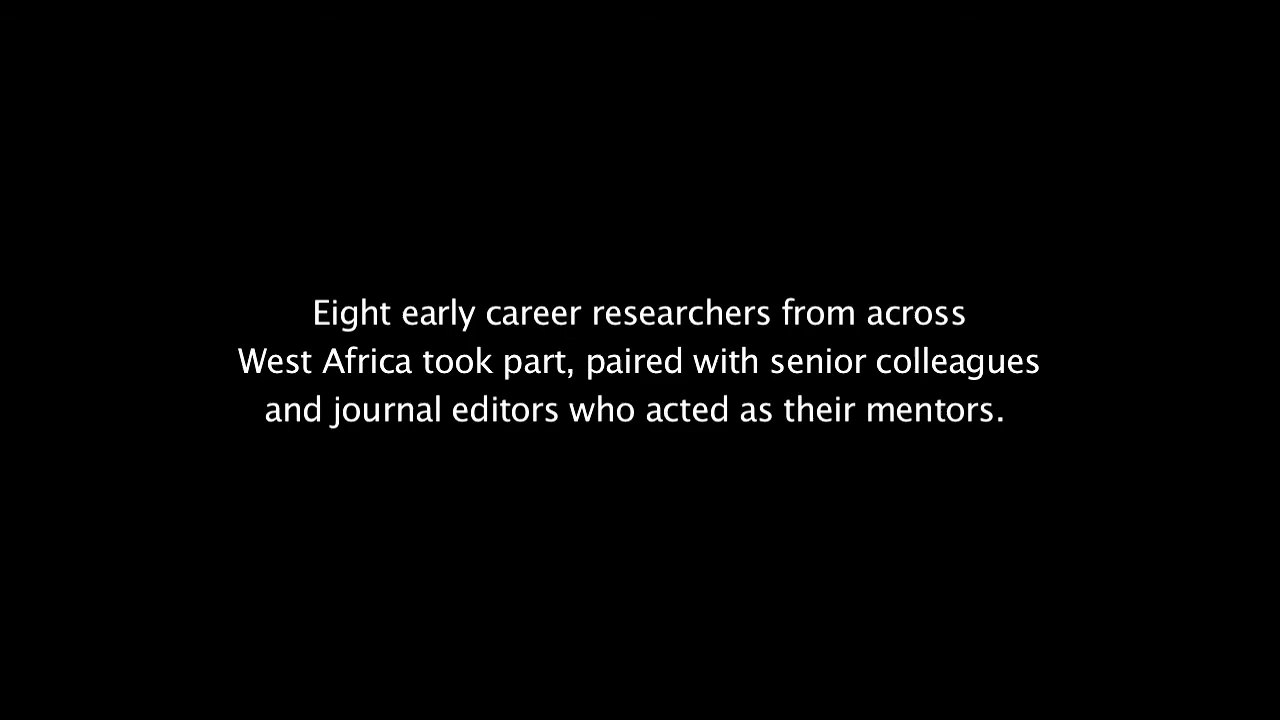 Eight early career researchers from across
West Africa took part, paired with senior colleagues
and journal editors who acted as their mentors.